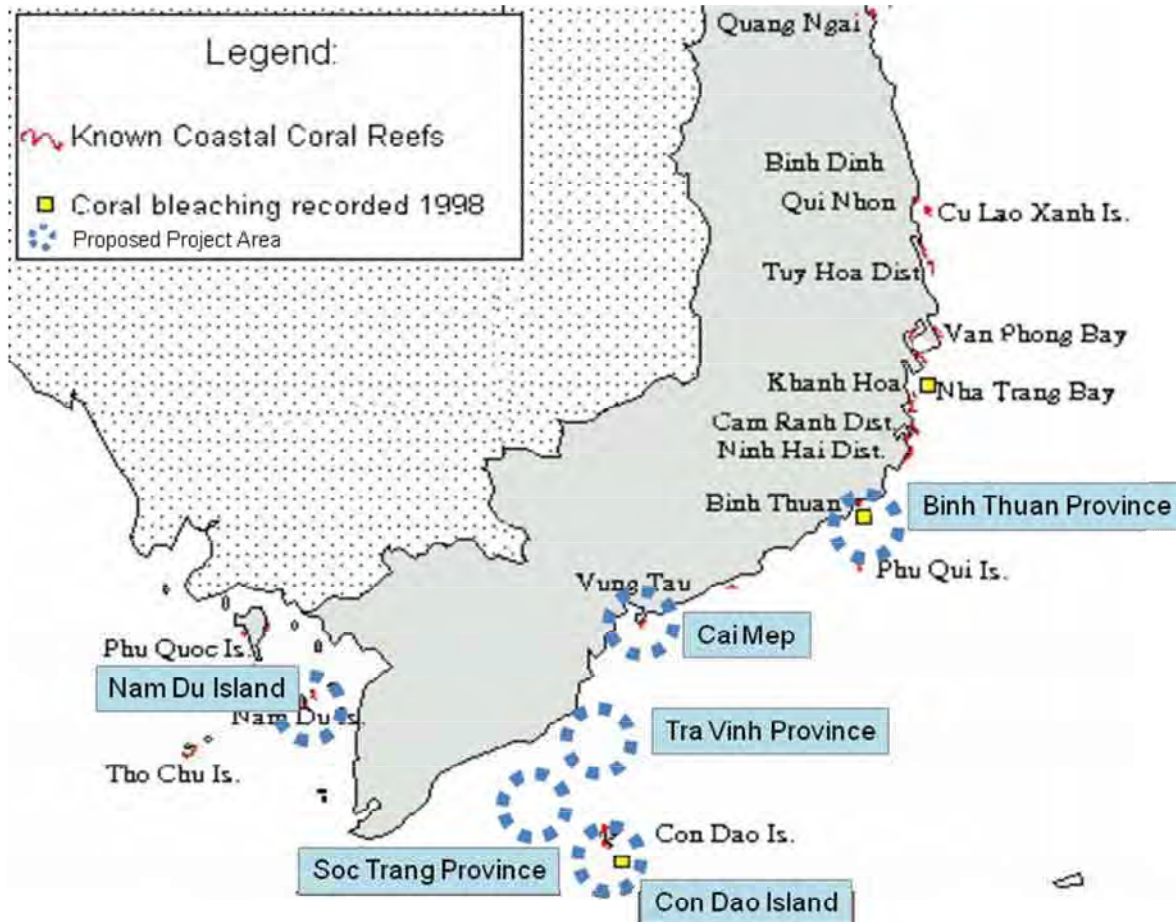 Legend:
Known Coastal Coral Reefs
Coral bleaching recorded 1998
Proposed Project Area
Quang Ngai
Binh Dinh
Qui Nhon
Cu Lao Xanh Is.
Tuy Hoa Dist
Van Phong Bay
Khanh Hoa
Nha Trang Bay
Cam Ranh Dist.
Ninh Hai Dist.
Binh Thuan
Binh Thuan Province
Phu Qui Is.
Vung Tau
Cai Mep
Phu Quoc Is.
Nam Du Island
Nam Du Is.
Tra Vinh Province
Tho Chu Is.
Con Dao Is.
Soc Trang Province
Con Dao Island